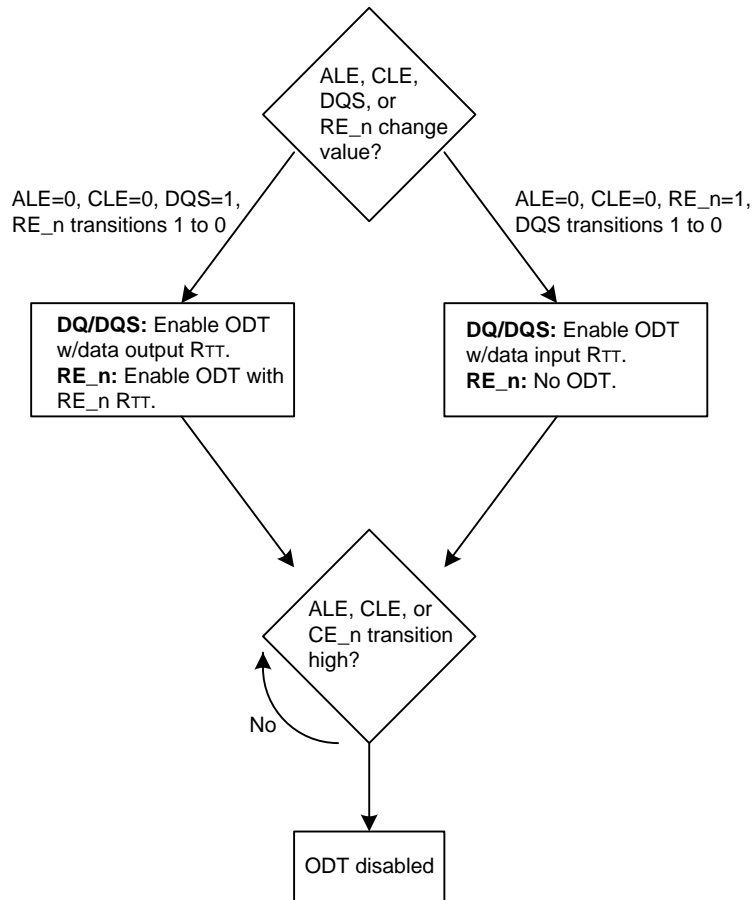 ALE, CLE,
DQS, or
RE_n change
value?
ALE=0, CLE=0, DQS=1,
RE_n transitions 1 to 0
ALE=0, CLE=0, RE_n=1,
DQS transitions 1 to 0
DQ/DQS: Enable ODT
w/data output RTT.
RE_n: Enable ODT with
RE_n RTT.
DQ/DQS: Enable ODT
w/data input RTT.
RE_n: No ODT.
ALE, CLE, or
CE_n transition
high?
No
ODT disabled